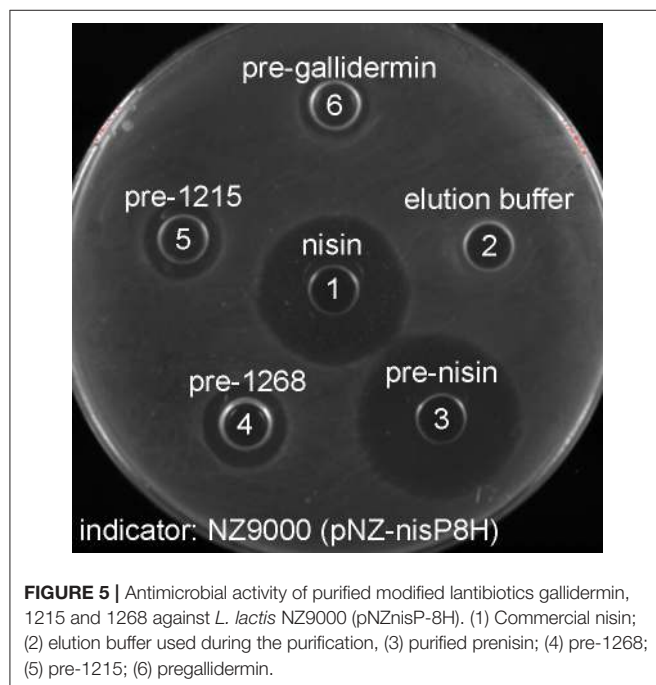 pre-gallidermin
6
pre-1215
elution buffer
5
2
nisin
1
pre-1268
pre-nisin
4
3
indicator: NZ9000 (pNZ-nisP8H)
FIGURE 5 | Antimicrobial activity of purified modified lantibiotics gallidermin,
1215 and 1268 against L. lactis NZ9000 (pNZnisP-8H). (1) Commercial nisin;
(2) elution buffer used during the purification, (3) purified prenisin; (4) pre-1268;
(5) pre-1215; (6) pregallidermin.